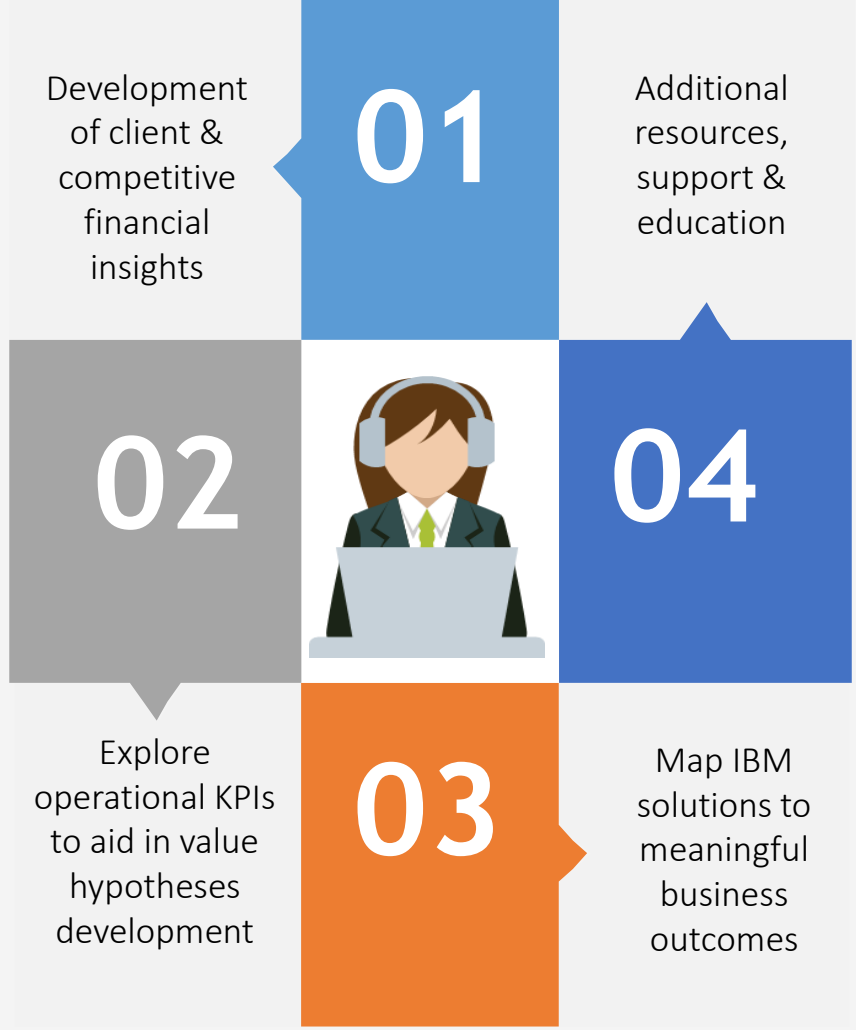 01
Development
of client &
competitive
financial
insights
02
Explore
operational KPIs
to aid in value
hypotheses
development
03
Map IBM
solutions to
meaningful
business
outcomes
04
Additional
resources,
support &
education